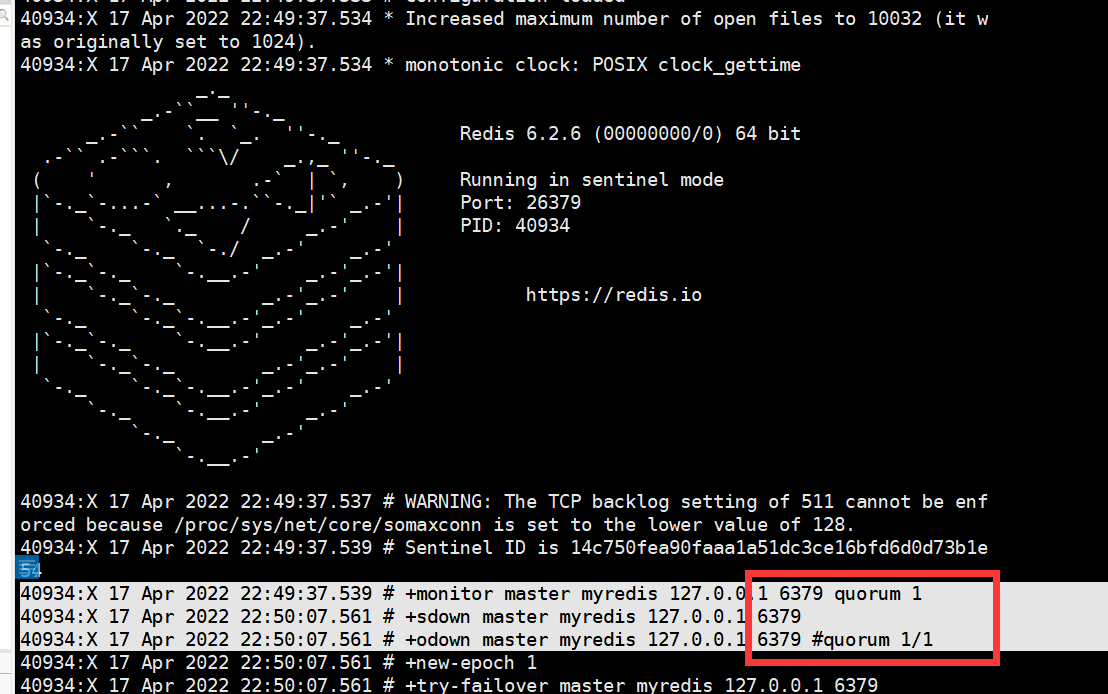 40934:X 17 Apr 2022 22:49:37.534 * Increased maximum number of open files to 10032 (it w
as originally set to 1024).
40934:X 17 Apr 2022 22:49:37.534 * monotonic clock: POSIX clock_gettime
Redis 6.2.6 (00000000/0) 64 bit
Running in sentinel mode
Port: 26379
PID: 40934
https://redis.io
40934:X 17 Apr 2022 22:49:37.537 # WARNING: The TCP backlog setting of 511 cannot be enf
orced because /proc/sys/net/core/somaxconn is set to the lower value of 128.
40934:X 17 Apr 2022 22:49:37.539 # Sentinel ID is 14c750fea90faaa1a51dc3ce16bfd6d0d73b1e
54
40934:X 17 Apr 2022 22:49:37.539 # +monitor master myredis 127.0.0.1 6379 quorum 1
40934:X 17 Apr 2022 22:50:07.561 # +sdown master myredis 127.0.0.1 6379
40934:X 17 Apr 2022 22:50:07.561 # +odown master myredis 127.0.0.1 6379 #quorum 1/1
40934:X 17 Apr 2022 22:50:07.561 # +new-epoch 1
40934:X 17 Apr 2022 22:50:07.561 # +try-failover master myredis 127.0.0.1 6379